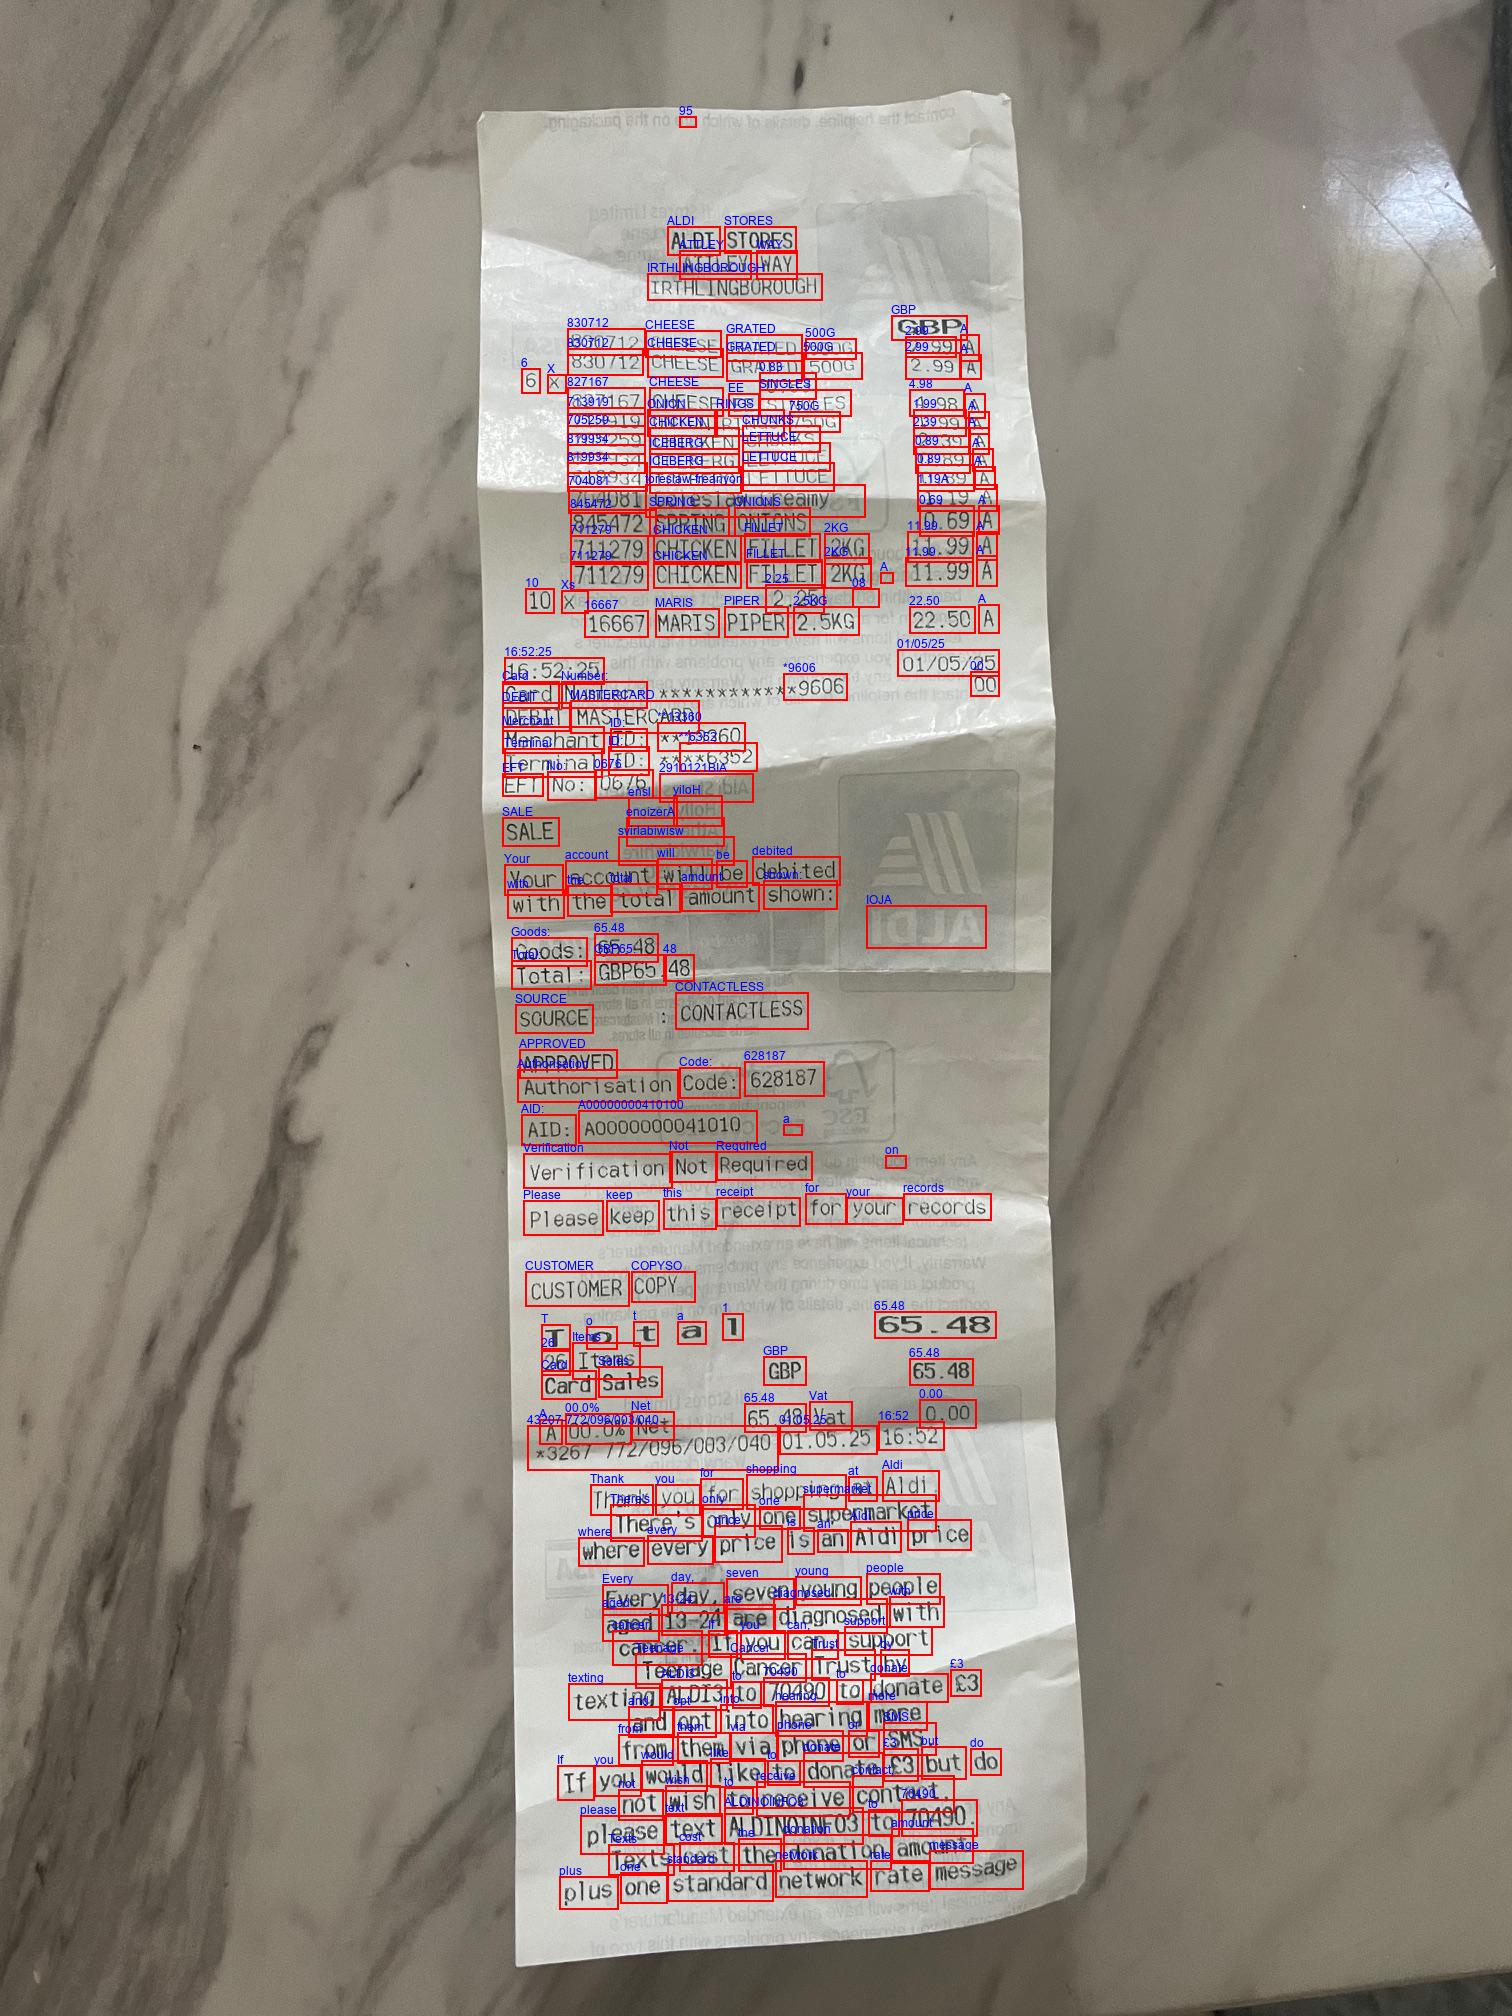 ALDI STORES
ATTLEY WAY
IRTHLINGBOROUGH
GBP
830712 CHEESE GRATED 500G 2.99 A
830712 CHEESE GRATED 500G 2.99 A
6 x 0.83
827167 CHEESE SINGLES 4.98 A
713919 ONION RINGS 750G 1.99 A
705259 CHICKEN CHUNKS 2.39 A
819934 ICEBERG LETTUCE 0.89 A
819934 ICEBERG LETTUCE 0.89 A
704081 Coleslaw Creamy 1.19 A
845472 SPRING ONIONS 0.69 A
711279 CHICKEN FILLET 2KG 11.99 A
711279 CHICKEN FILLET 2KG 11.99 A
10 x 2.25
16667 MARIS PIPER 2.5KG 22.50 A
16:52:25 01/05/25
Card Number: ************9606 00
DEBIT MASTERCARD
Merchant ID: **13360
Terminal ID: ****6352
EFT No: 0676
SALE
Your account will be debited
with the total amount shown:
Goods: 65.48
Total: GBP65.48
SOURCE : CONTACTLESS
APPROVED
Authorisation Code: 628187
AID: A0000000041010
Verification Not Required
Please keep this receipt for your records
CUSTOMER COPY
Total 65.48
26 Items
Card Sales GBP 65.48
A 00.0% Net 65.48 Vat 0.00
*3267 772/096/003/040 01.05.25 16:52
Thank you for shopping at Aldi.
There's only one supermarket
where every price is an Aldi price
Every day, seven young people
aged 13-24 are diagnosed with
cancer. If you can, support
Teenage Cancer Trust by
texting ALDI3 to 70490 to donate £3
and opt into hearing more
from them via phone or SMS.
If you would like to donate £3 but do
not wish to receive contact,
please text ALDINOINFO3 to 70490.
Texts cost the donation amount
plus one standard network rate message